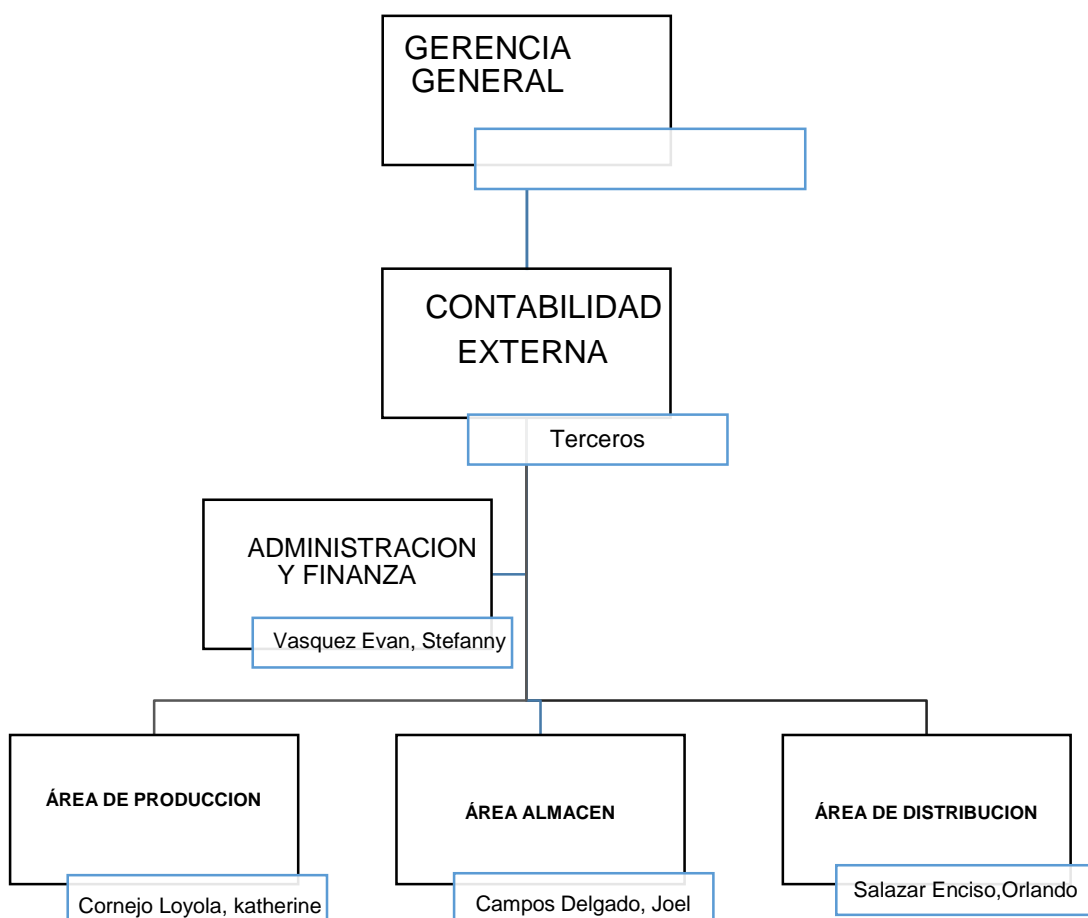 GERENCIA
GENERAL
CONTABILIDAD
EXTERNA
Terceros
ADMINISTRACION
Y FINANZA
Vasquez Evan, Stefanny
ÁREA DE PRODUCCION
Cornejo Loyola, katherine
ÁREA ALMACEN
Campos Delgado, Joel
ÁREA DE DISTRIBUCION
Salazar Enciso,Orlando